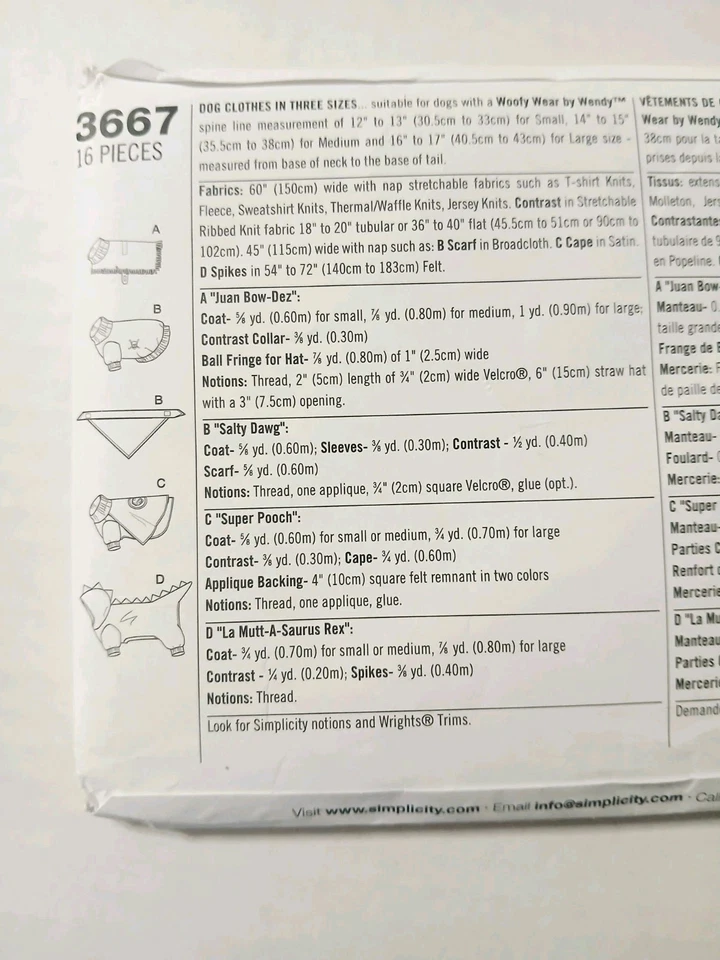 3667
16 PIECES
A
B
B
C
D
DOG CLOTHES IN THREE SIZES... suitable for dogs with a Woofy Wear by Wendy™
spine line measurement of 12" to 13" (30.5cm to 33cm) for Small, 14" to 15"
(35.5cm to 38cm) for Medium and 16" to 17" (40.5cm to 43cm) for Large size -
measured from base of neck to the base of tail.
Fabrics: 60" (150cm) wide with nap stretchable fabrics such as T-shirt Knits,
Fleece, Sweatshirt Knits, Thermal/Waffle Knits, Jersey Knits. Contrast in Stretchable
Ribbed Knit fabric 18" to 20" tubular or 36" to 40" flat (45.5cm to 51cm or 90cm to
102cm). 45" (115cm) wide with nap such as: B Scarf in Broadcloth. C Cape in Satin.
D Spikes in 54" to 72" (140cm to 183cm) Felt.
A "Juan Bow-Dez":
Coat- ⅝ yd. (0.60m) for small, ⅞ yd. (0.80m) for medium, 1 yd. (0.90m) for large;
Contrast Collar- ⅜ yd. (0.30m)
Ball Fringe for Hat- ⅞ yd. (0.80m) of 1" (2.5cm) wide
Notions: Thread, 2" (5cm) length of ¾" (2cm) wide Velcro®, 6" (15cm) straw hat
with a 3" (7.5cm) opening.
B "Salty Dawg":
Coat- ⅝ yd. (0.60m); Sleeves- ⅜ yd. (0.30m); Contrast - ½ yd. (0.40m)
Scarf- ⅝ yd. (0.60m)
Notions: Thread, one applique, ¾" (2cm) square Velcro®, glue (opt.).
C "Super Pooch":
Coat- ⅝ yd. (0.60m) for small or medium, ¾ yd. (0.70m) for large
Contrast- ⅜ yd. (0.30m); Cape- ¾ yd. (0.60m)
Applique Backing- 4" (10cm) square felt remnant in two colors
Notions: Thread, one applique, glue.
D "La Mutt-A-Saurus Rex":
Coat- ¾ yd. (0.70m) for small or medium, ⅞ yd. (0.80m) for large
Contrast - ¼ yd. (0.20m); Spikes- ⅜ yd. (0.40m)
Notions: Thread.
Look for Simplicity notions and Wrights® Trims.
VÊTEMENTS DE
Wear by Wendy
38cm pour la
prises depuis
Tissus:
Molleton,
Contrastante
tubulaire de
en Popeline.
A "Juan Bow-
Manteau- 0.
taille grande
Frange de
Mercerie:
de paille de
B "Salty
Manteau-
Foulard-
Mercerie:
C "Super
Manteau-
Parties
Renfort
Mercerie
D "La
Manteau
Parties
Mercerie
Visit www.simplicity.com · Email info@simplicity.com ·